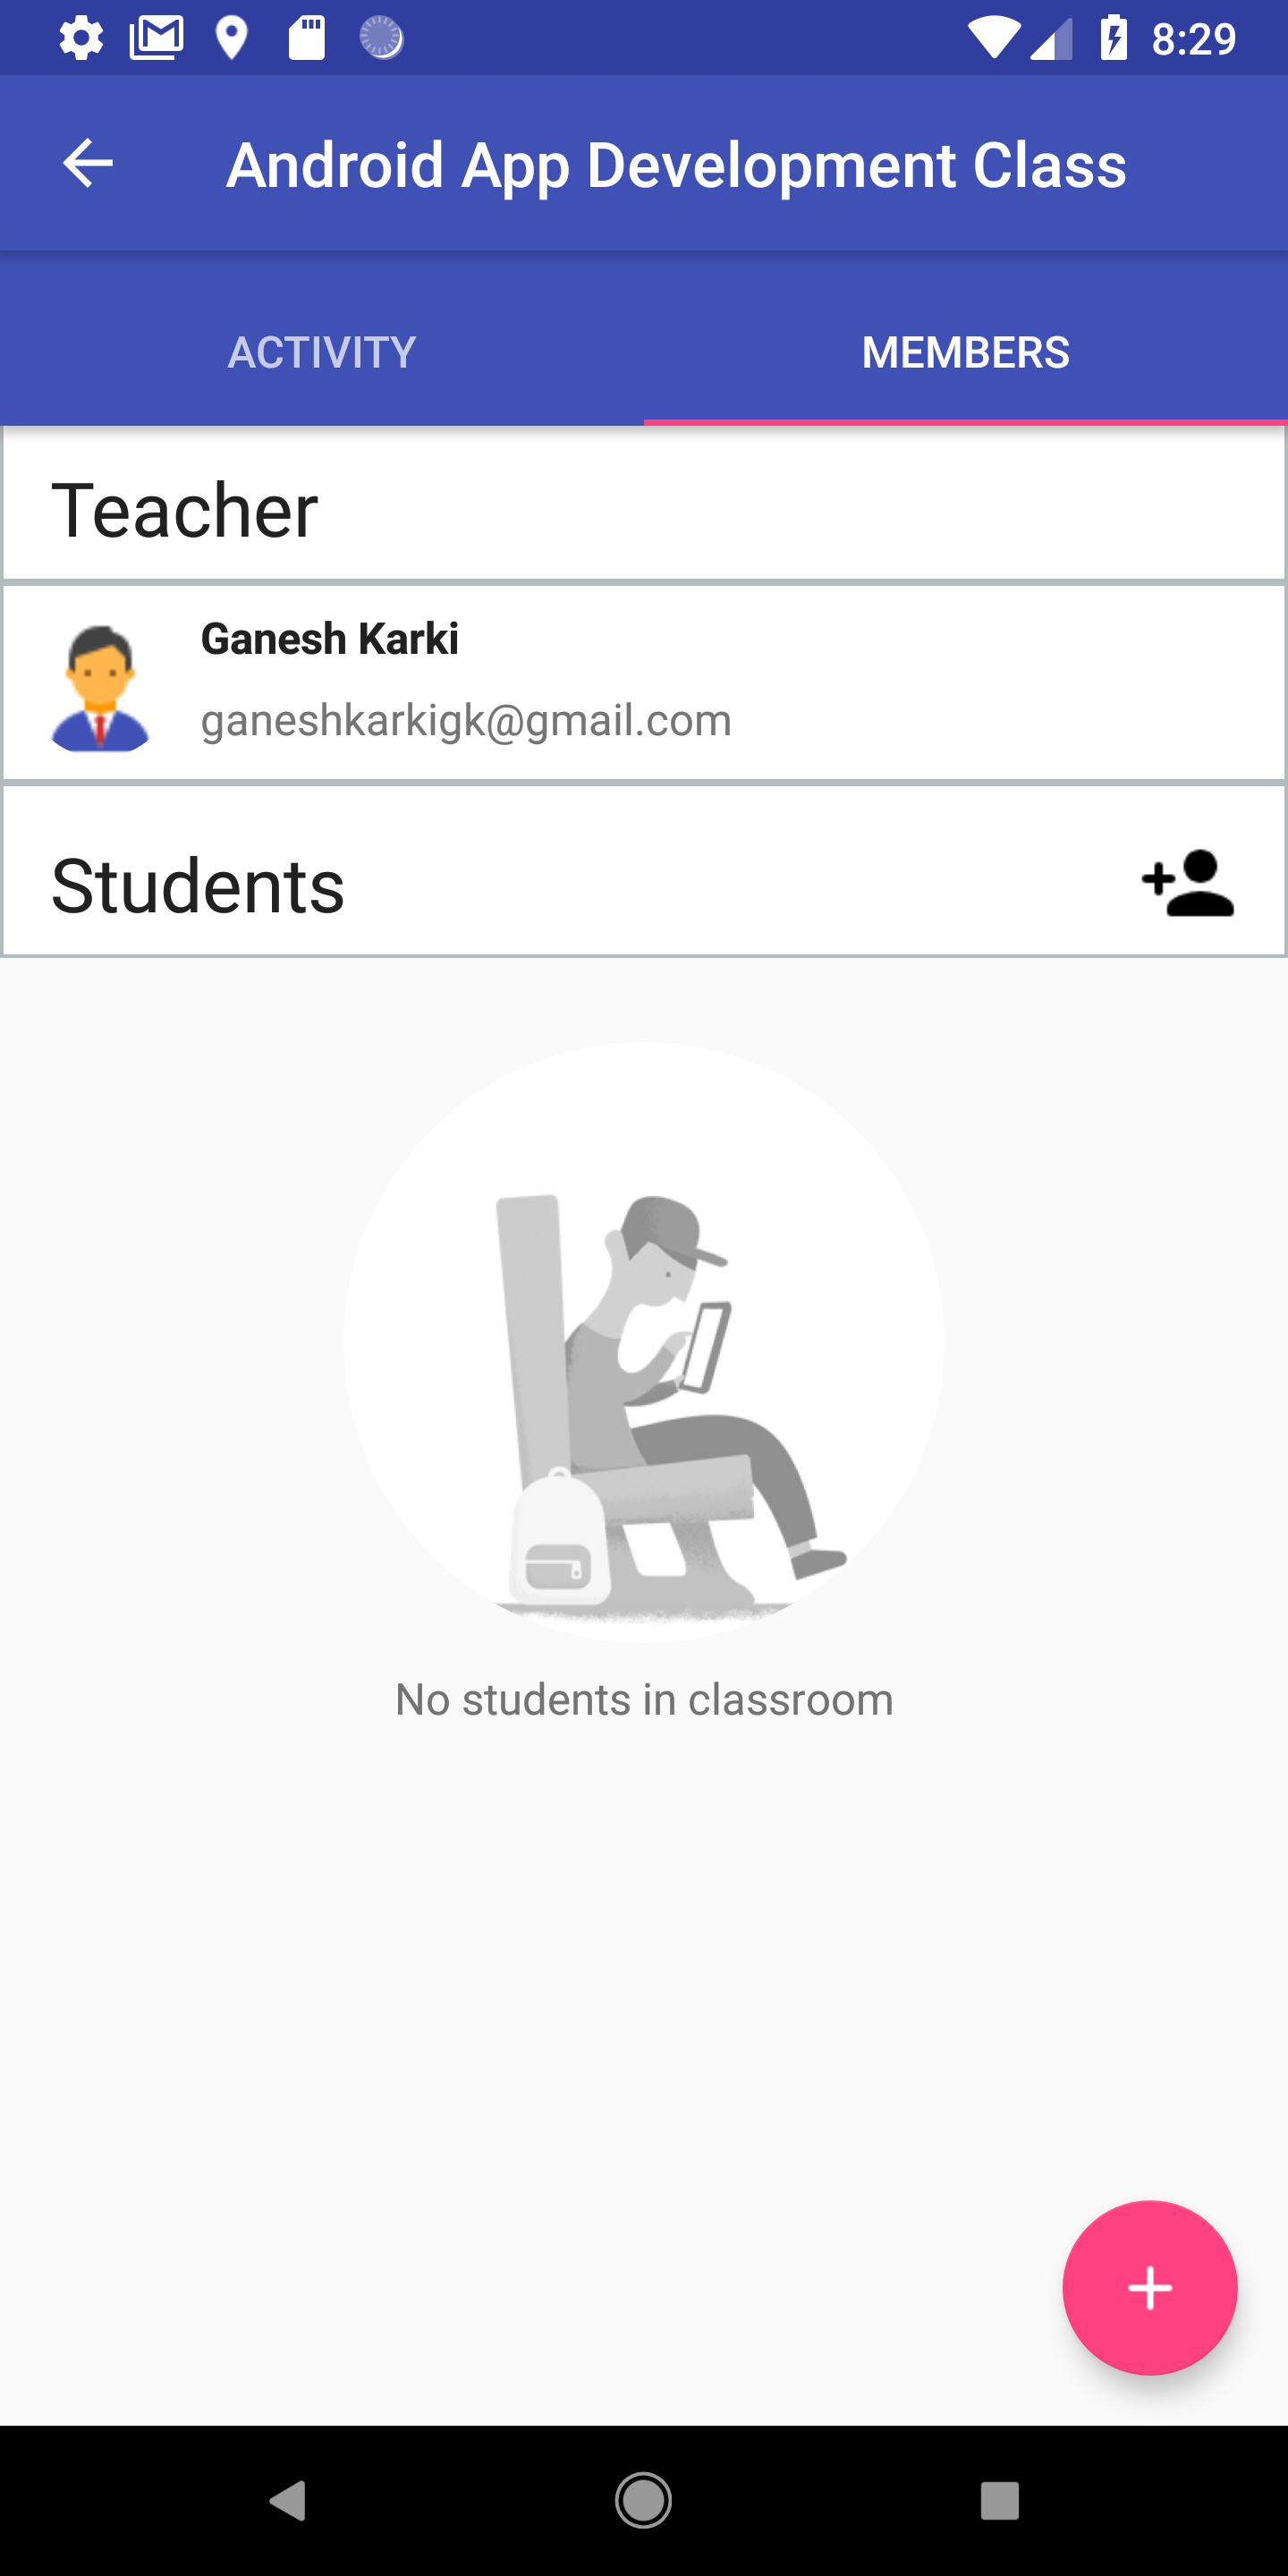 8:29
Android App Development Class
ACTIVITY
MEMBERS
Teacher
Ganesh Karki
ganeshkarkigk@gmail.com
Students
No students in classroom